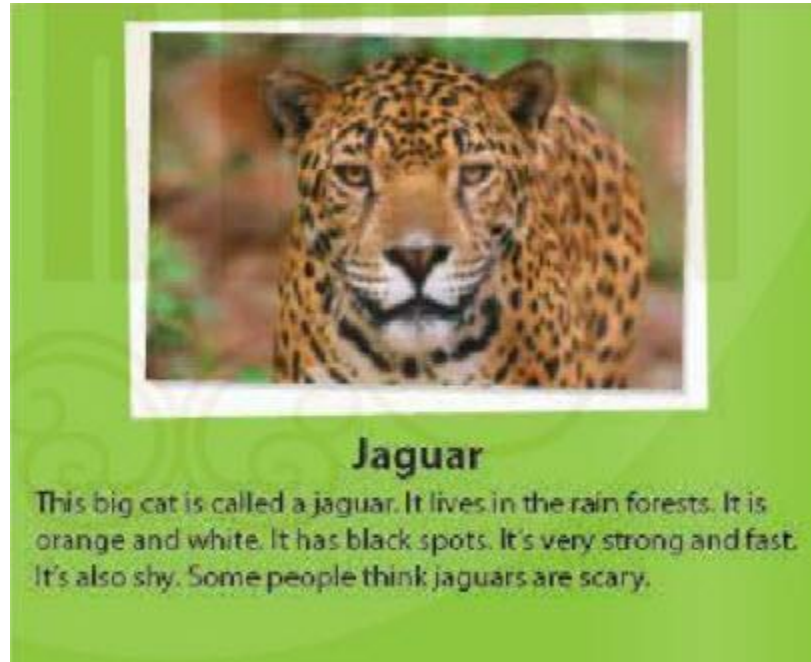 Jaguar
This big cat is called a jaguar. It lives in the rain forests. It is
orange and white. It has black spots. It's very strong and fast.
It's also shy. Some people think jaguars are scary.